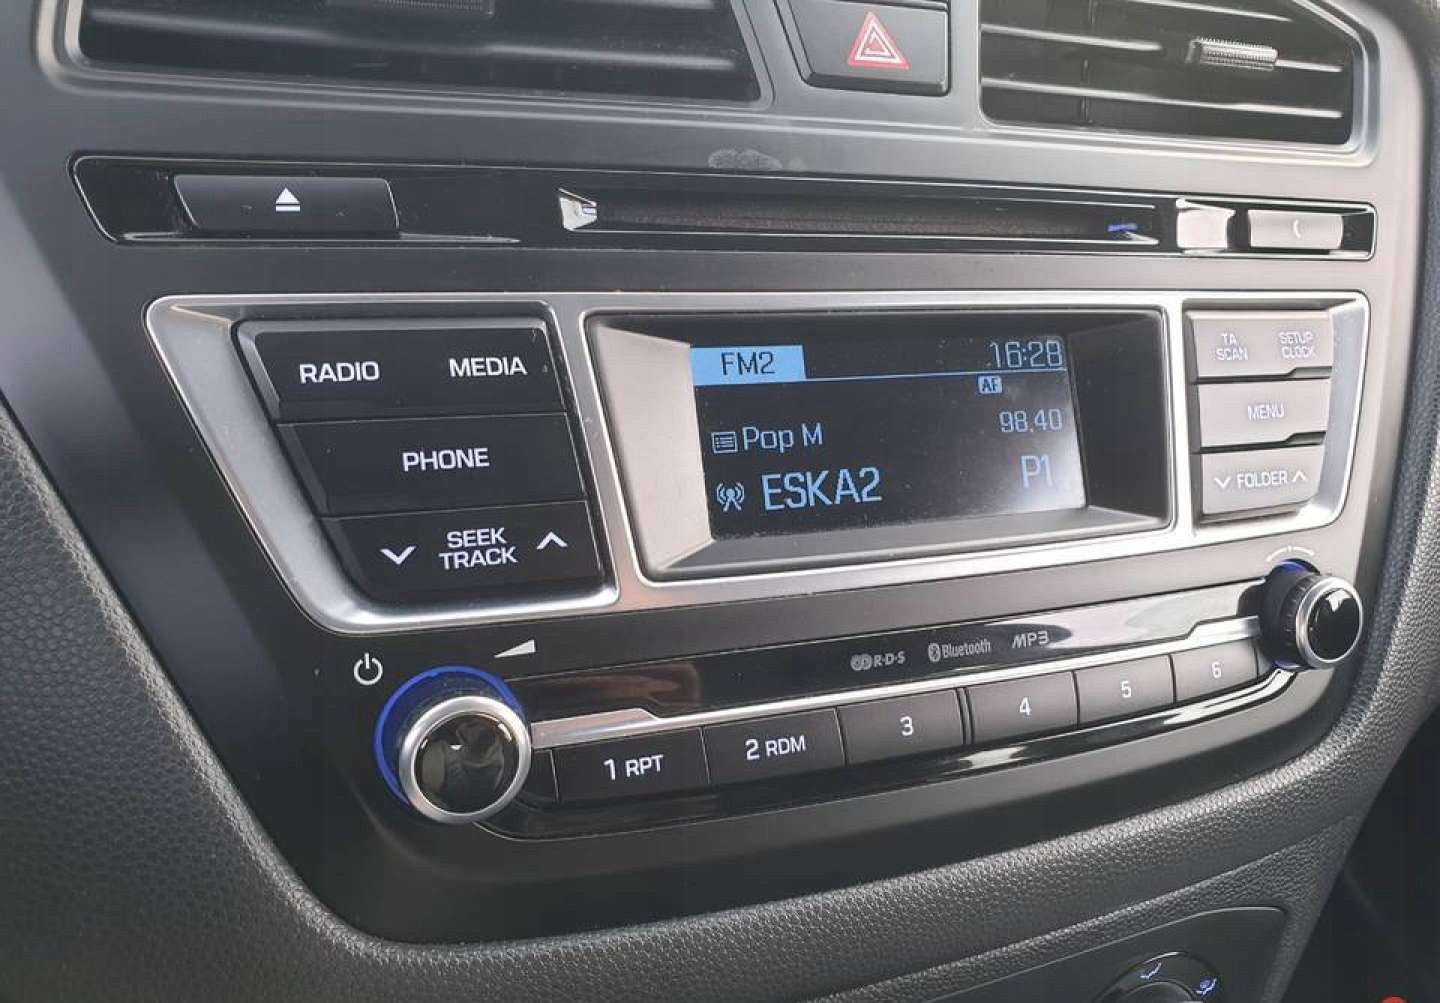 RADIO MEDIA
PHONE
SEEK
TRACK
FM2 16:28
AF
Pop M 98.40
ESKA2 P1
TA
SCAN
SETUP
CLOCK
MENU
FOLDER
R·D·S Bluetooth MP3
1 RPT 2 RDM 3 4 5 6